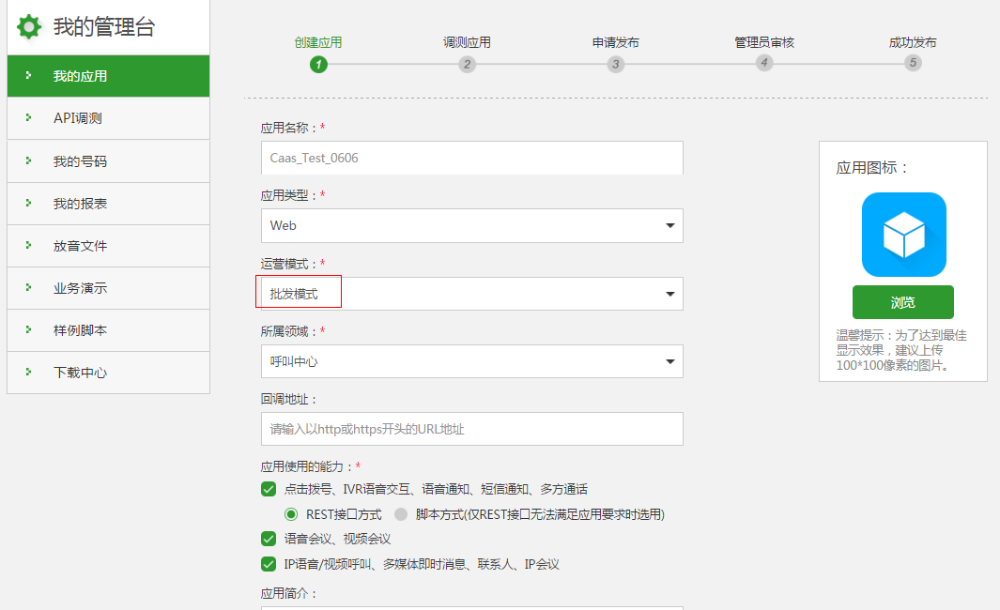 我的管理台
我的应用
API调测
我的号码
我的报表
放音文件
业务演示
样例脚本
下载中心
创建应用 调测应用 申请发布 管理员审核 成功发布
1 2 3 4 5
应用名称：*
Caas_Test_0606
应用类型：*
Web
运营模式：*
批发模式
所属领域：*
呼叫中心
回调地址：
请输入以http或https开头的URL地址
应用使用的能力：*
点击拨号、IVR语音交互、语音通知、短信通知、多方通话
REST接口方式 脚本方式(仅REST接口无法满足应用要求时选用)
语音会议、视频会议
IP语音/视频呼叫、多媒体即时消息、联系人、IP会议
应用简介：
应用图标：
浏览
温馨提示：为了达到最佳
显示效果，建议上传
100*100像素的图片。